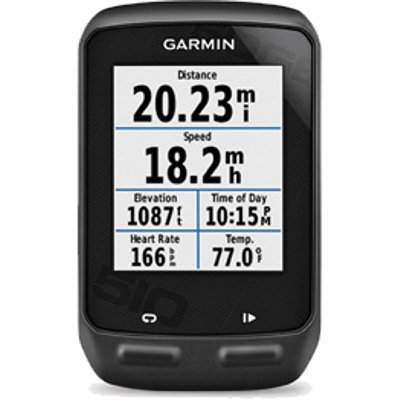 GARMIN
Distance
20.23 mi
Speed
18.2 mh
Elevation Time of Day
1087 ft 10:15 PM
Heart Rate Temp.
166 bpm 77.0 °F
510